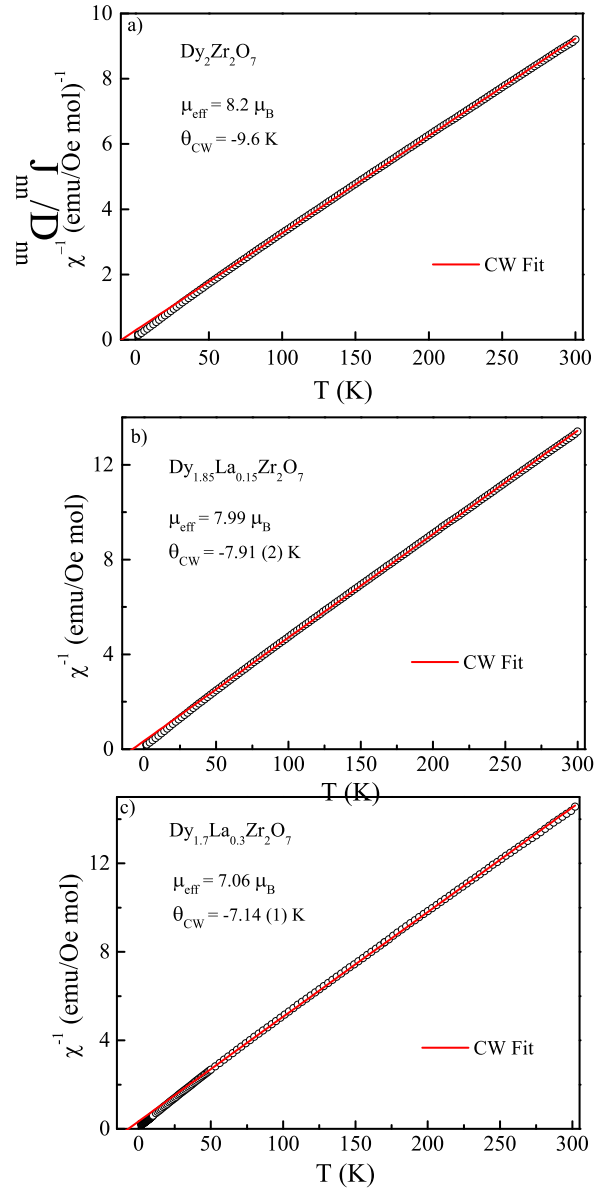 a)
Dy2Zr2O7
μeff = 8.2 μB
θCW = -9.6 K
CW Fit
χ⁻¹ (emu/Oe mol)⁻¹
Jnn/Dnn
10
8
6
4
2
0
0 50 100 150 200 250 300
T (K)
b)
Dy1.85La0.15Zr2O7
μeff = 7.99 μB
θCW = -7.91 (2) K
CW Fit
χ⁻¹ (emu/Oe mol)
12
8
4
0
0 50 100 150 200 250 300
T (K)
c)
Dy1.7La0.3Zr2O7
μeff = 7.06 μB
θCW = -7.14 (1) K
CW Fit
χ⁻¹ (emu/Oe mol)
12
8
4
0
0 50 100 150 200 250 300
T (K)